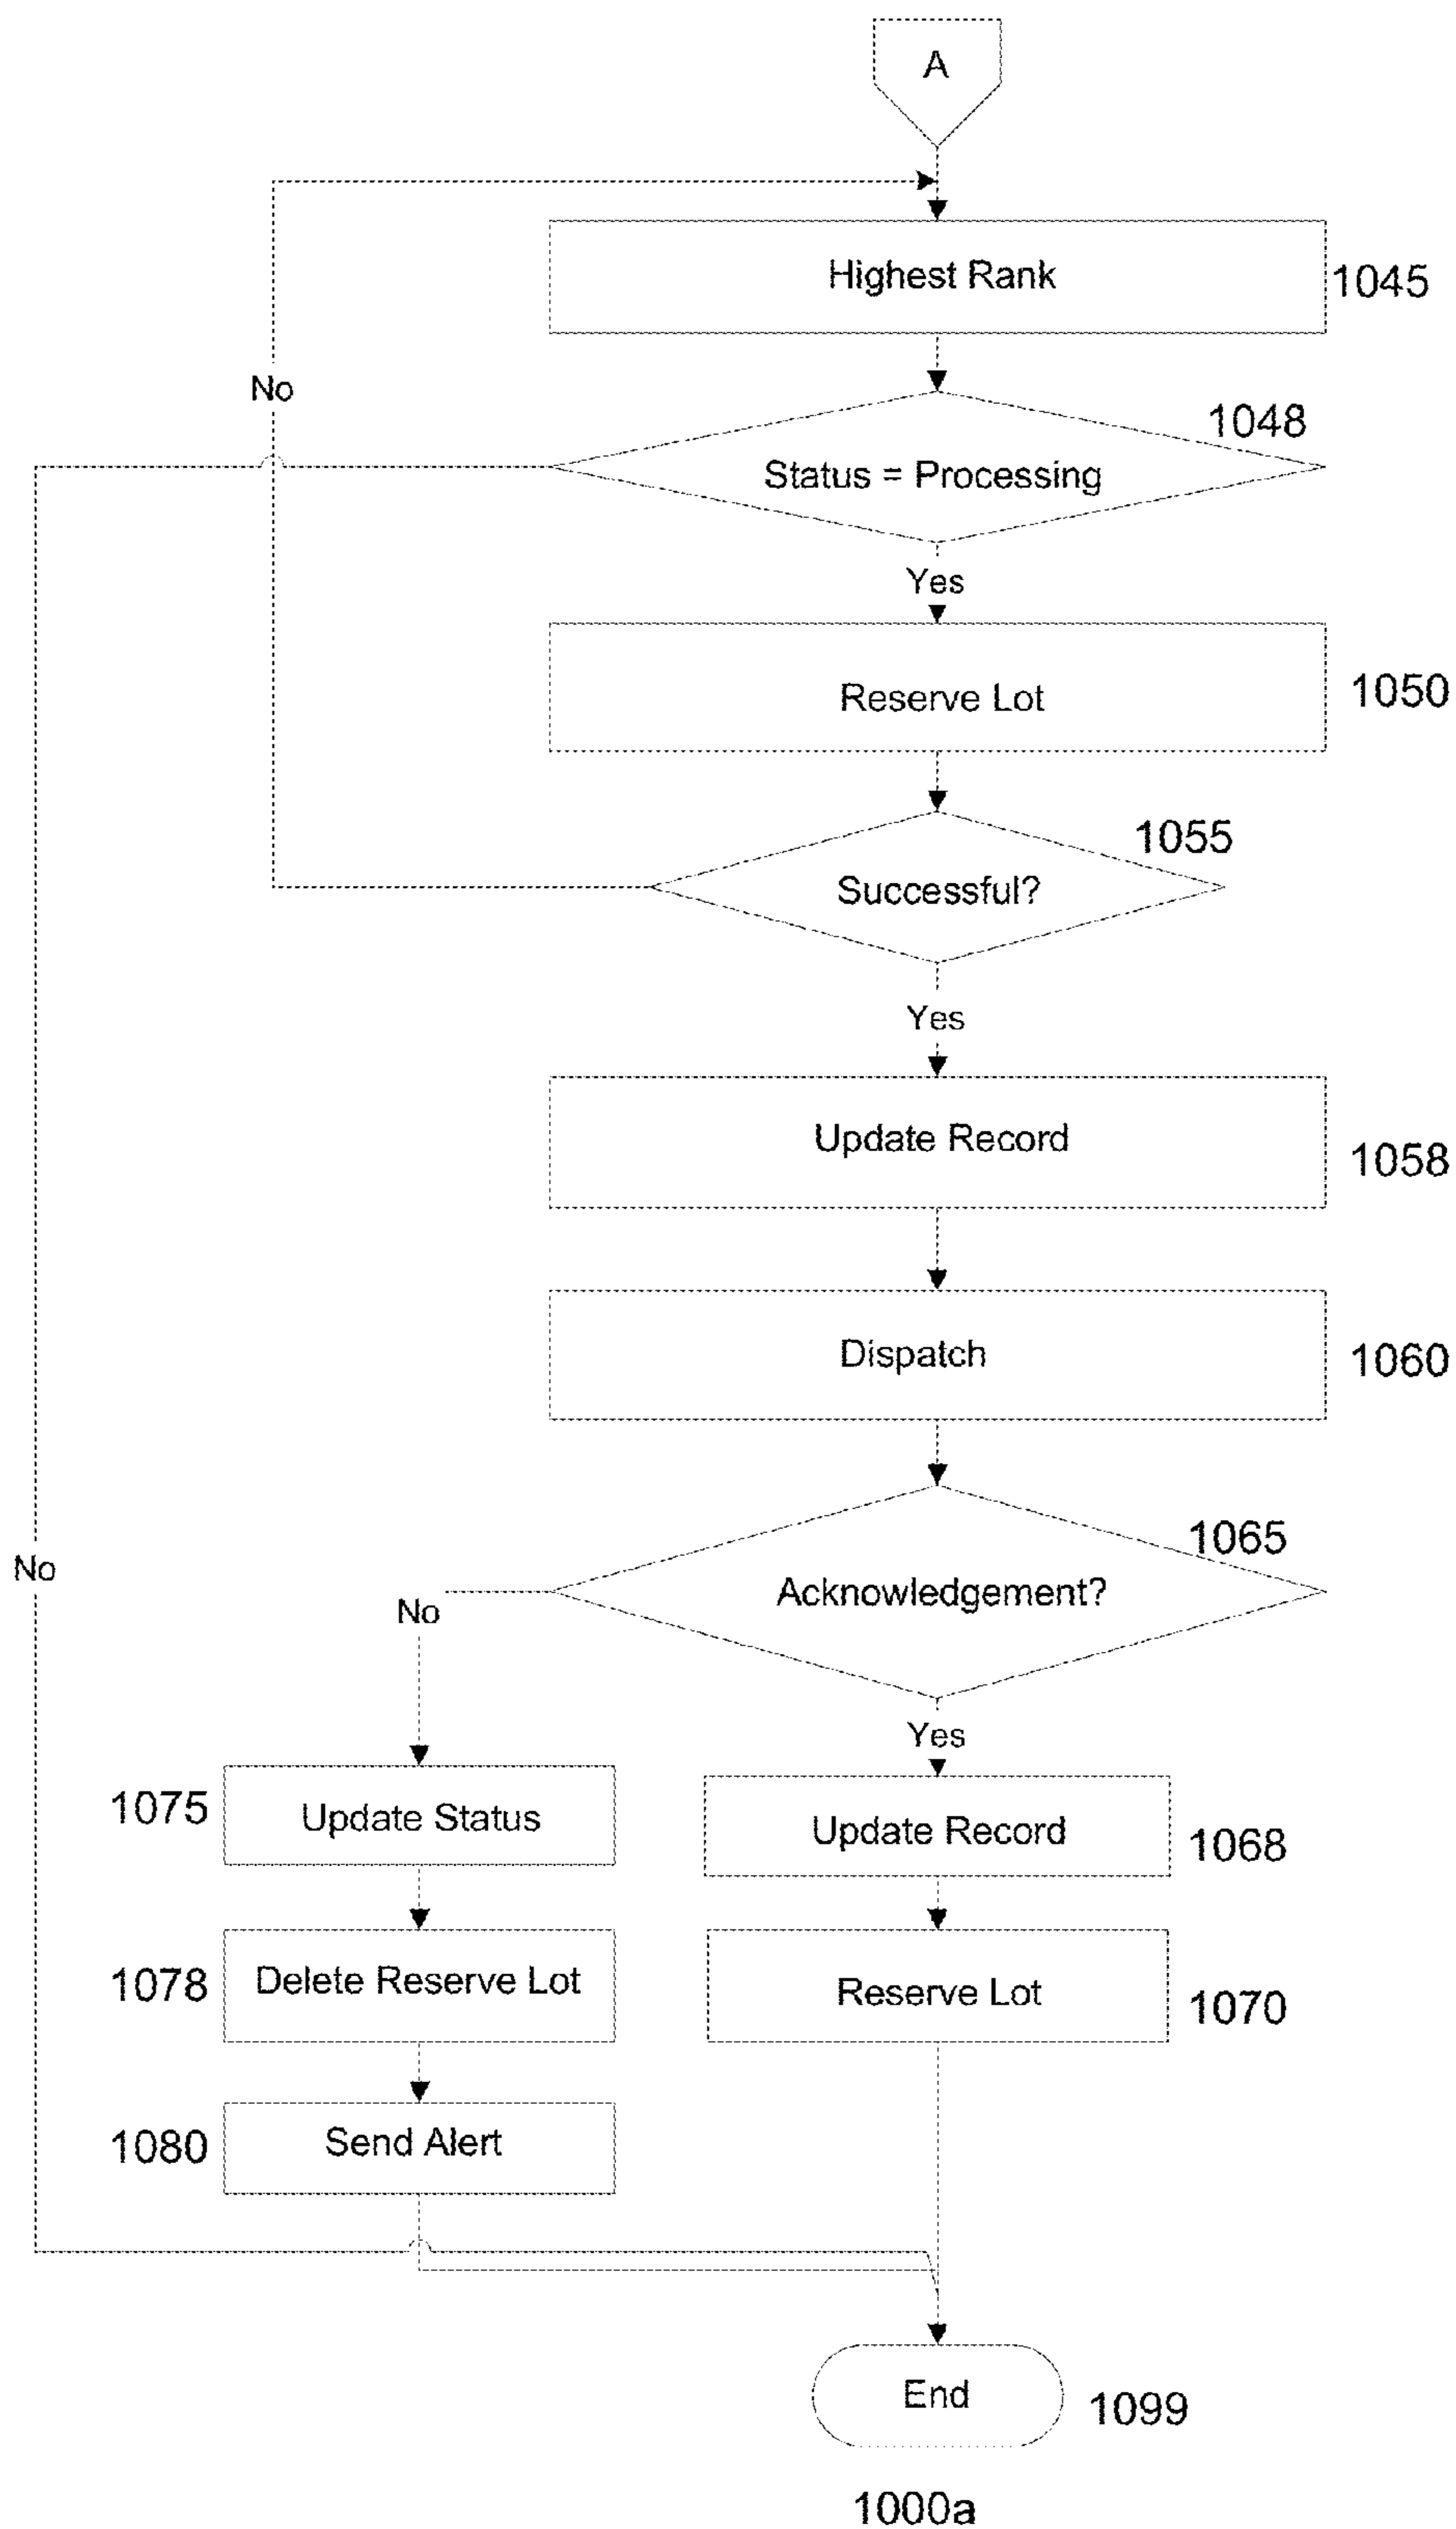 A
Highest Rank
1045
No
1048
Status = Processing
Yes
Reserve Lot
1050
1055
Successful?
Yes
Update Record
1058
Dispatch
1060
1065
Acknowledgement?
No
No
Yes
1075
Update Status
Update Record
1068
1078
Delete Reserve Lot
Reserve Lot
1070
1080
Send Alert
End
1099
1000a